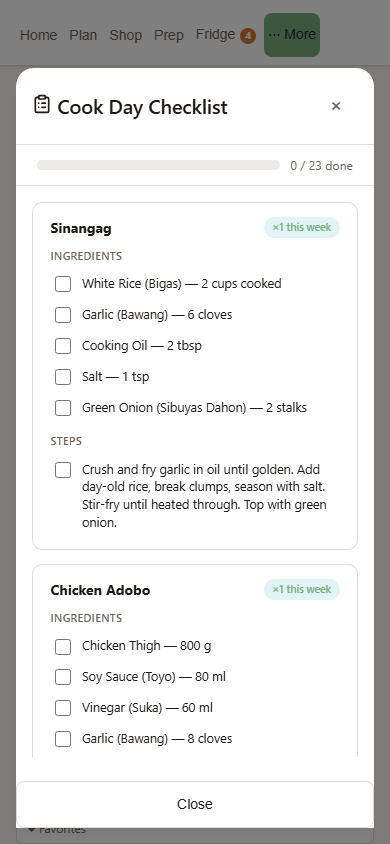 Home Plan Shop Prep Fridge 4 ··· More
Cook Day Checklist ×
0 / 23 done
Sinangag ×1 this week
INGREDIENTS
White Rice (Bigas) — 2 cups cooked
Garlic (Bawang) — 6 cloves
Cooking Oil — 2 tbsp
Salt — 1 tsp
Green Onion (Sibuyas Dahon) — 2 stalks
STEPS
Crush and fry garlic in oil until golden. Add
day-old rice, break clumps, season with salt.
Stir-fry until heated through. Top with green
onion.
Chicken Adobo ×1 this week
INGREDIENTS
Chicken Thigh — 800 g
Soy Sauce (Toyo) — 80 ml
Vinegar (Suka) — 60 ml
Garlic (Bawang) — 8 cloves
Close
Favorites